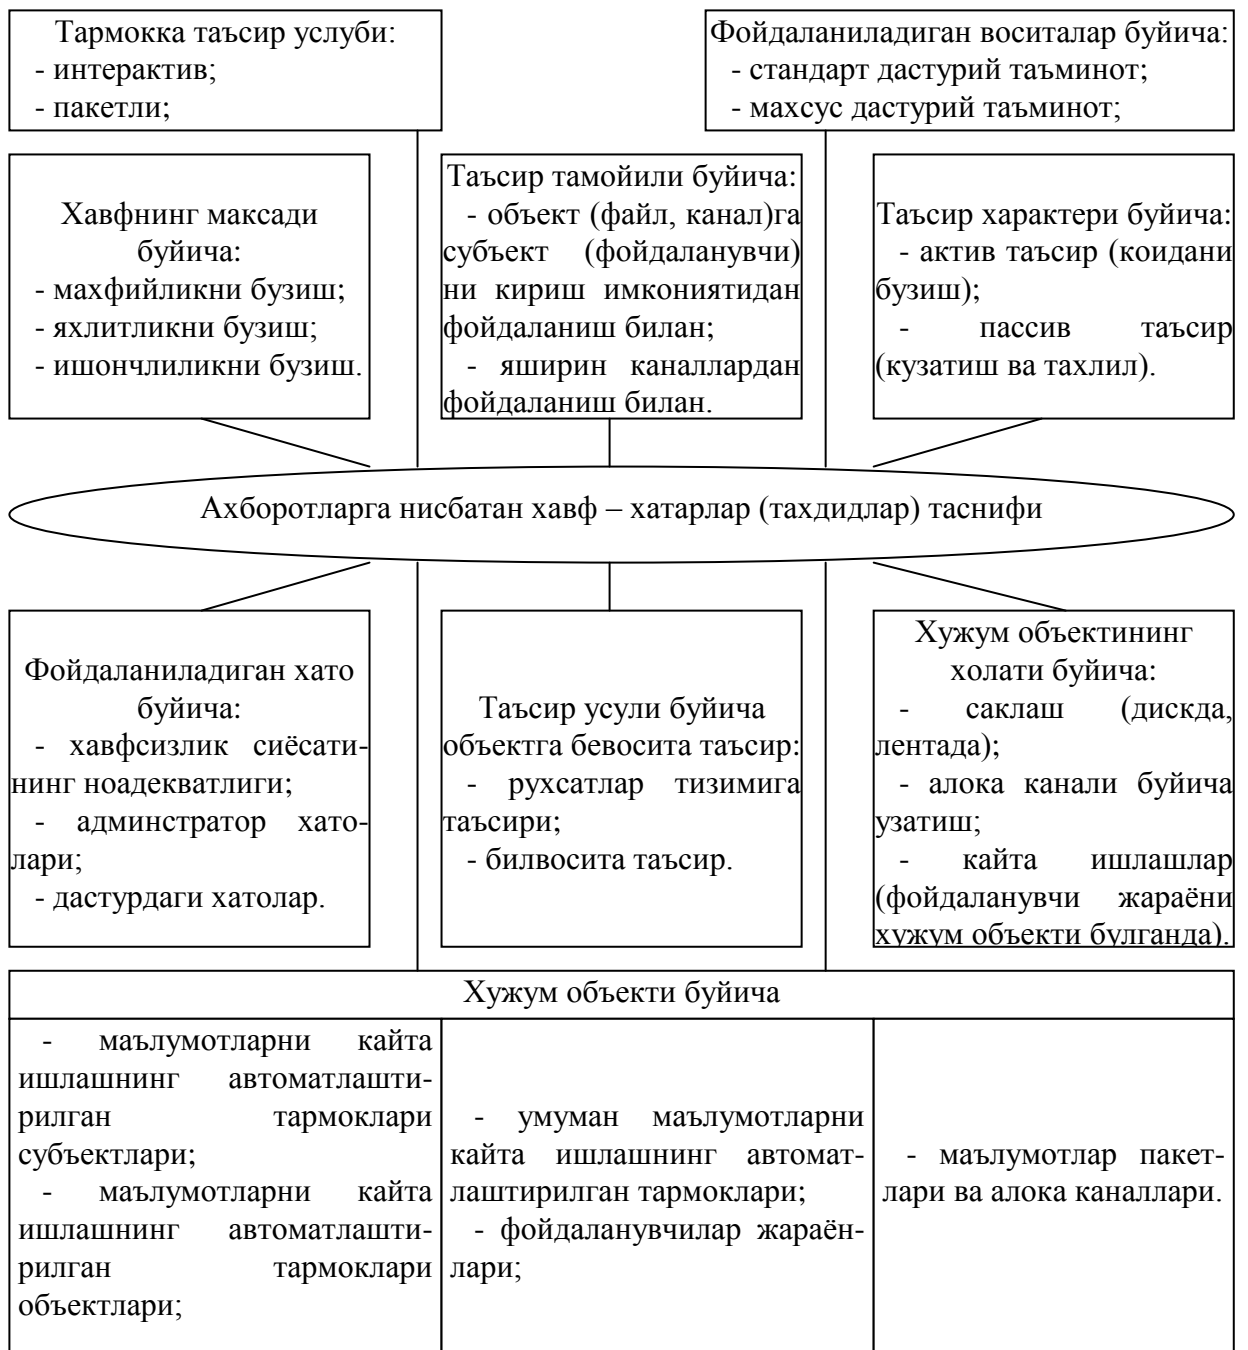 Тармокка таъсир услуби:
- интерактив;
- пакетли;
Фойдаланиладиган воситалар буйича:
- стандарт дастурий таъминот;
- махсус дастурий таъминот;
Хавфнинг максади
буйича:
- махфийликни бузиш;
- яхлитликни бузиш;
- ишончлиликни бузиш.
Таъсир тамойили буйича:
- объект (файл, канал)га
субъект (фойдаланувчи)
ни кириш имкониятидан
фойдаланиш билан;
- яширин каналлардан
фойдаланиш билан.
Таъсир характери буйича:
- актив таъсир (коидани
бузиш);
- пассив таъсир
(кузатиш ва тахлил).
Ахборотларга нисбатан хавф – хатарлар (тахдидлар) таснифи
Фойдаланиладиган хато
буйича:
- хавфсизлик сиёсати-
нинг ноадекватлиги;
- админстратор хато-
лари;
- дастурдаги хатолар.
Таъсир усули буйича
объектга бевосита таъсир:
- рухсатлар тизимига
таъсири;
- билвосита таъсир.
Хужум объектининг
холати буйича:
- саклаш (дискда,
лентада);
- алока канали буйича
узатиш;
- кайта ишлашлар
(фойдаланувчи жараёни
хужум объекти булганда).
Хужум объекти буйича
- маълумотларни кайта
ишлашнинг автоматлашти-
рилган тармоклари
субъектлари;
- маълумотларни кайта
ишлашнинг автоматлашти-
рилган тармоклари
объектлари;
- умуман маълумотларни
кайта ишлашнинг автомат-
лаштирилган тармоклари;
- фойдаланувчилар жараён-
лари;
- маълумотлар пакет-
лари ва алока каналлари.